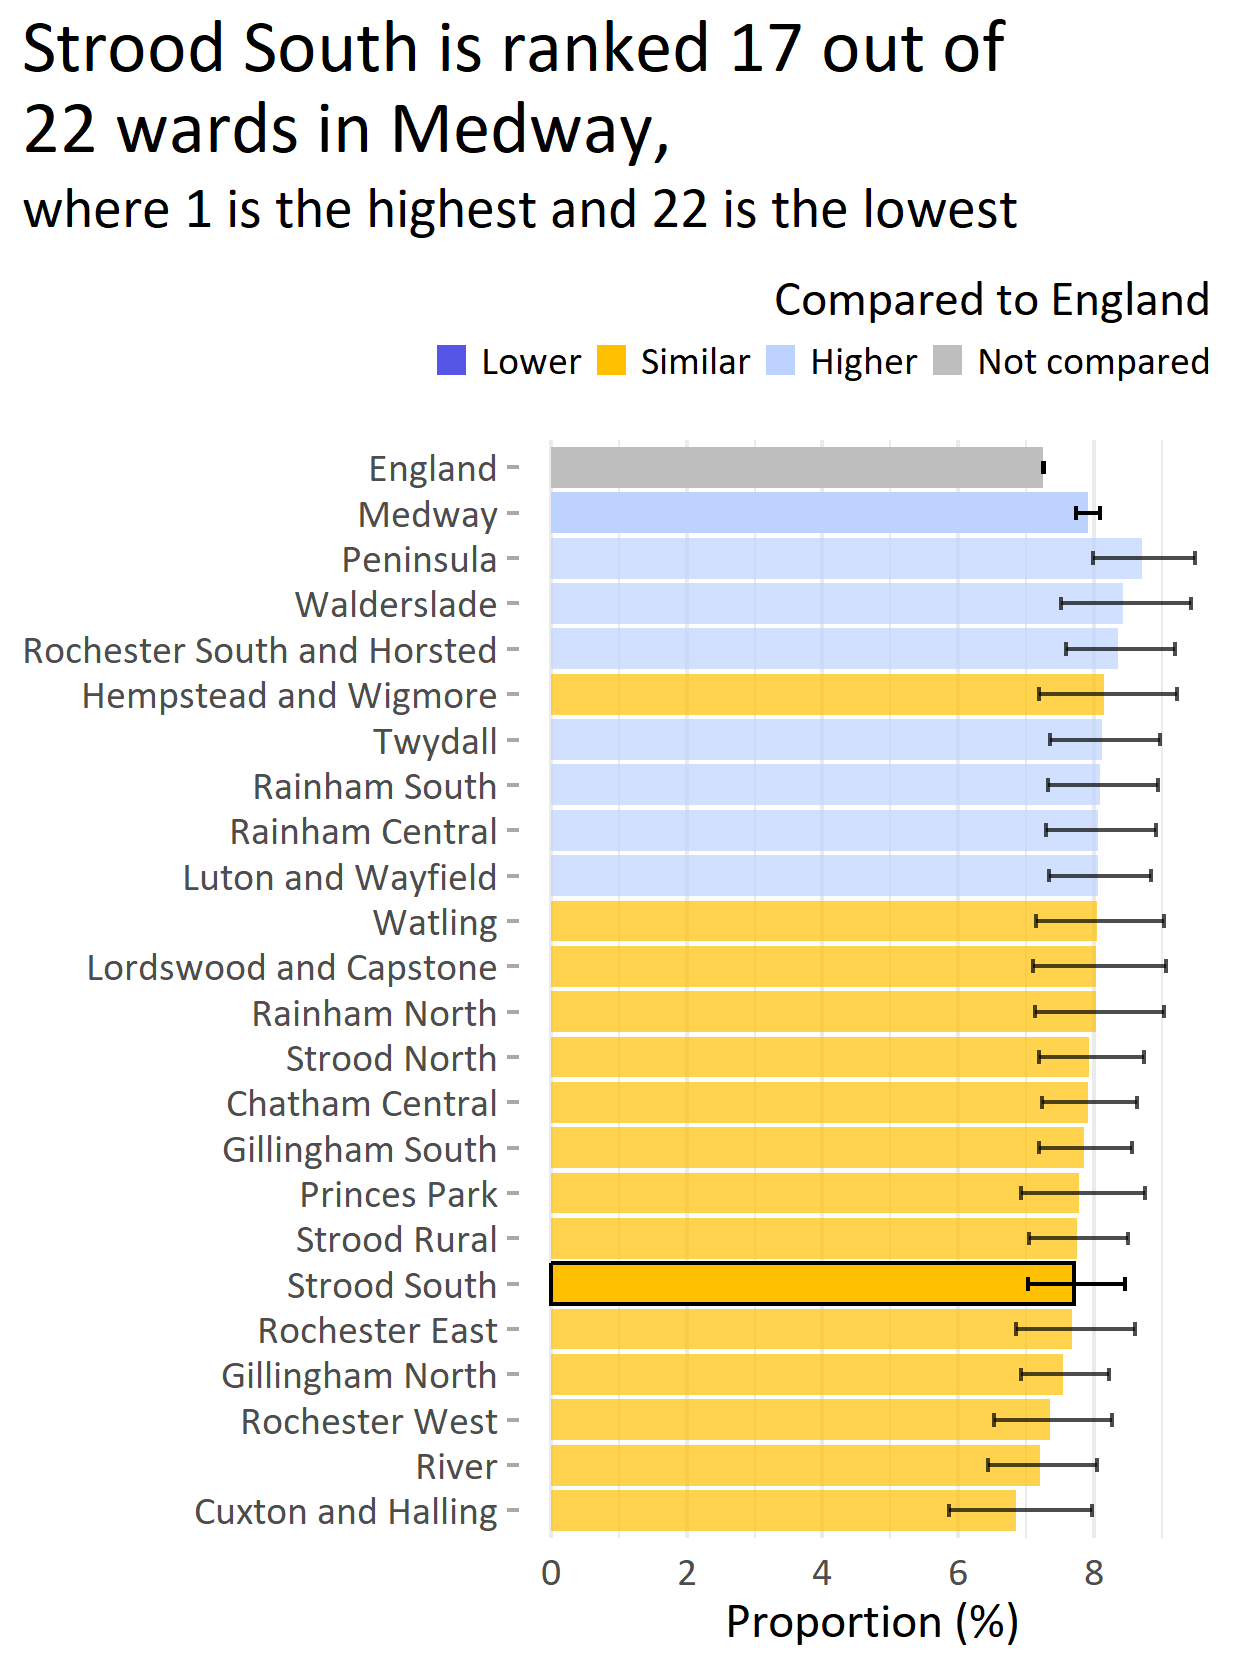 Strood South is ranked 17 out of
22 wards in Medway,
where 1 is the highest and 22 is the lowest
Compared to England
Lower Similar Higher Not compared
England
Medway
Peninsula
Walderslade
Rochester South and Horsted
Hempstead and Wigmore
Twydall
Rainham South
Rainham Central
Luton and Wayfield
Watling
Lordswood and Capstone
Rainham North
Strood North
Chatham Central
Gillingham South
Princes Park
Strood Rural
Strood South
Rochester East
Gillingham North
Rochester West
River
Cuxton and Halling
0 2 4 6 8
Proportion (%)